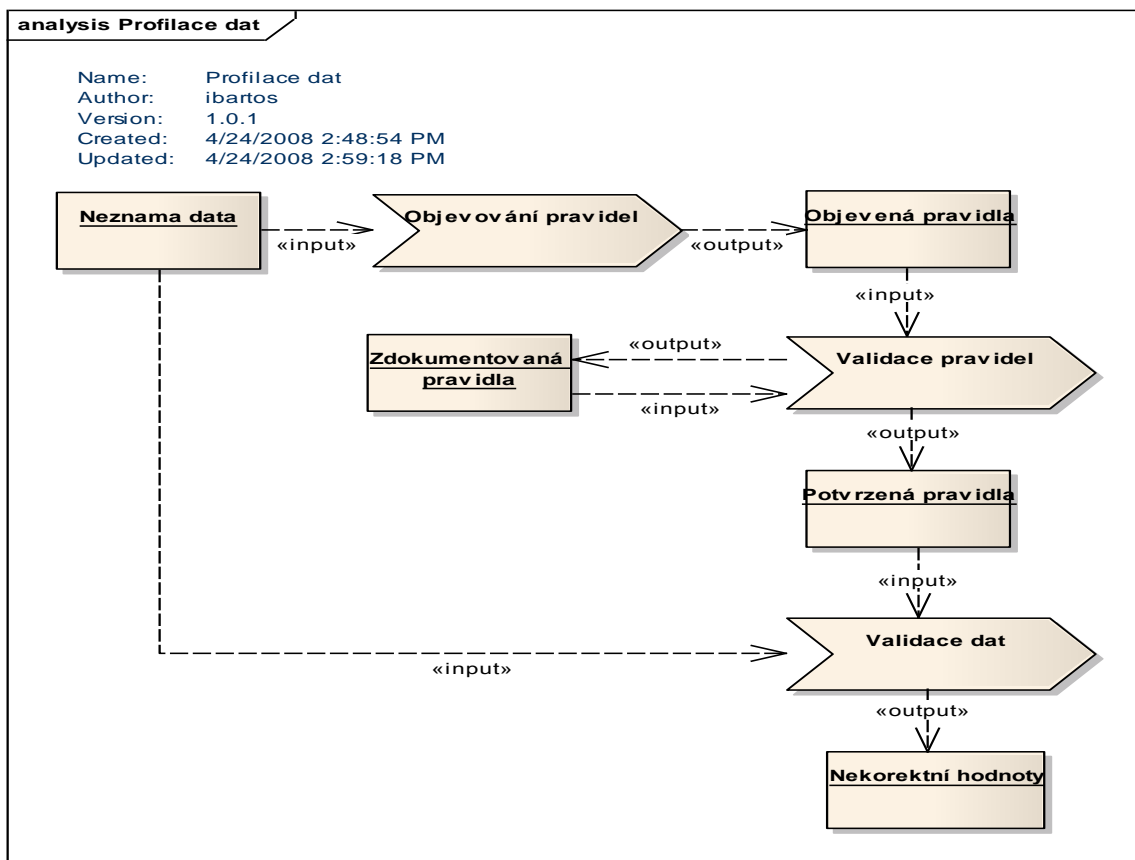 analysis Profilace dat
Name: Profilace dat
Author: ibartos
Version: 1.0.1
Created: 4/24/2008 2:48:54 PM
Updated: 4/24/2008 2:59:18 PM
Neznama data
«input»
Objevování pravidel
«output»
Objevená pravidla
«input»
Zdokumentovaná
pravidla
«output»
«input»
Validace pravidel
«output»
Potvrzená pravidla
«input»
«input»
Validace dat
«output»
Nekorektní hodnoty